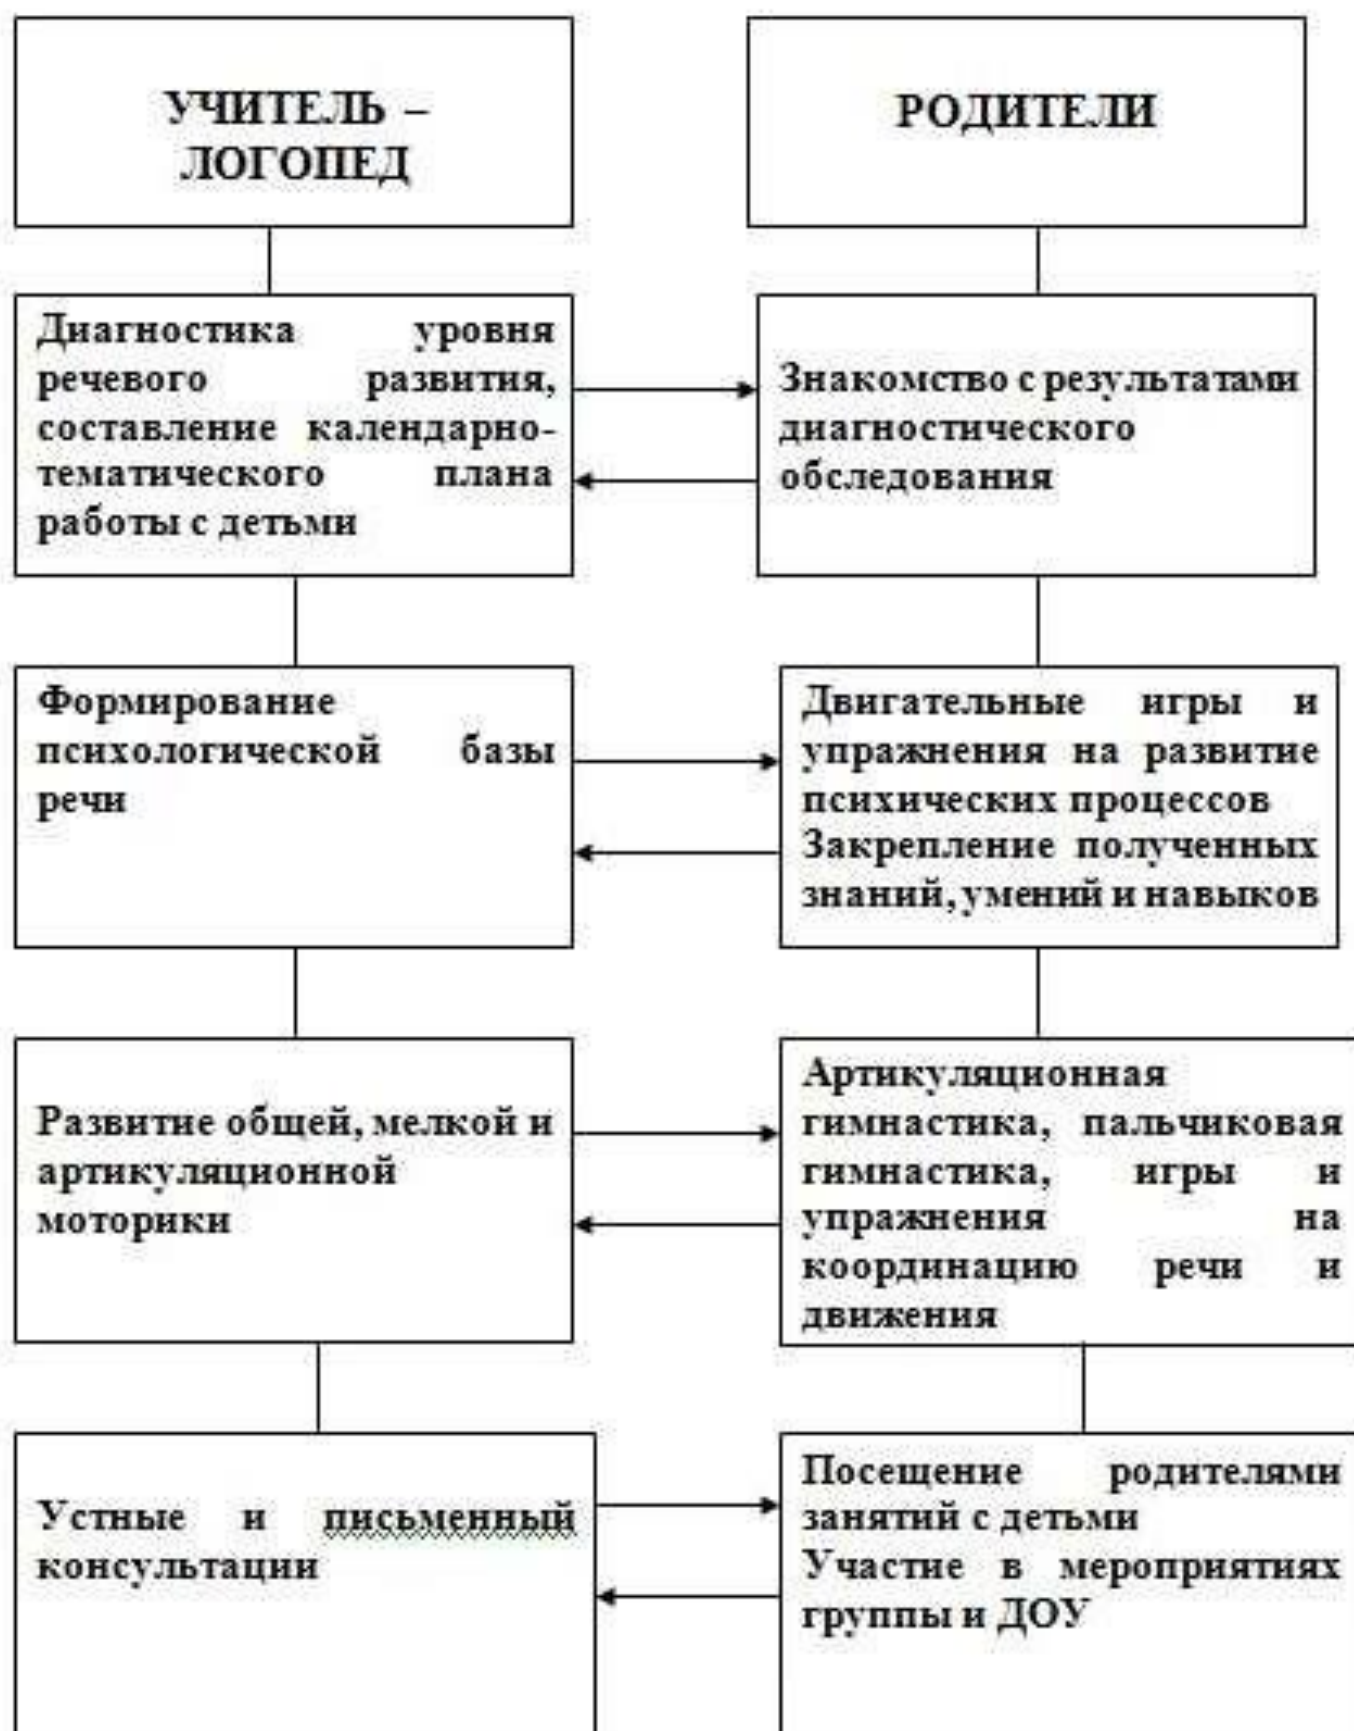 УЧИТЕЛЬ –
ЛОГОПЕД
РОДИТЕЛИ
Диагностика уровня
речевого развития,
составление календарно-
тематического плана
работы с детьми
Знакомство с результатами
диагностического
обследования
Формирование
психологической базы
речи
Двигательные игры и
упражнения на развитие
психических процессов
Закрепление полученных
знаний, умений и навыков
Развитие общей, мелкой и
артикуляционной
моторики
Артикуляционная
гимнастика, пальчиковая
гимнастика, игры и
упражнения на
координацию речи и
движения
Устные и письменный
консультации
Посещение родителями
занятий с детьми
Участие в мероприятиях
группы и ДОУ